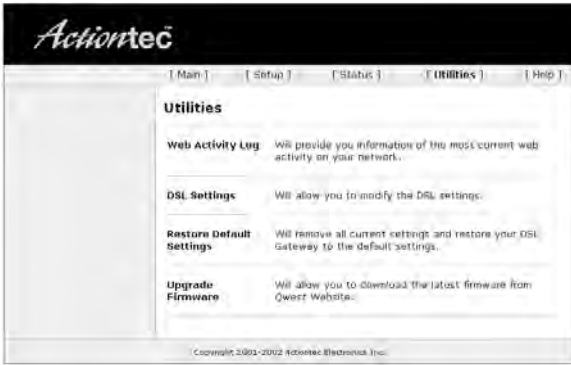 Actiontec
[ Main ] [ Setup ] [ Status ] [ Utilities ] [ Help ]
Utilities
Web Activity Log Will provide you information of the most current web
activity on your network.
DSL Settings Will allow you to modify the DSL settings.
Restore Default Will remove all current settings and restore your DSL
Settings Gateway to the default settings.
Upgrade Will allow you to download the latest firmware from
Firmware Qwest Website.
Copyright 2001-2002 Actiontec Electronics Inc.